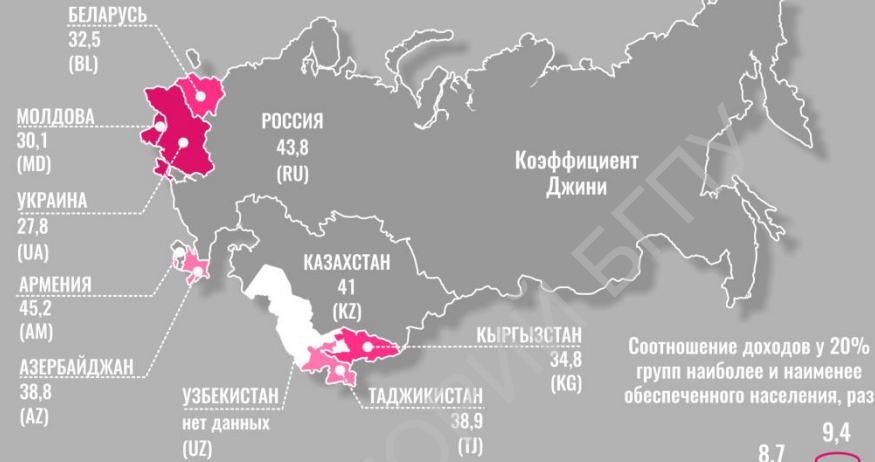 БЕЛАРУСЬ
32,5
(BL)
МОЛДОВА
30,1
(MD)
УКРАИНА
27,8
(UA)
АРМЕНИЯ
45,2
(AM)
АЗЕРБАЙДЖАН
38,8
(AZ)
РОССИЯ
43,8
(RU)
Коэффициент
Джини
КАЗАХСТАН
41
(KZ)
УЗБЕКИСТАН
нет данных
(UZ)
ТАДЖИКИСТАН
38,9
(TJ)
КЫРГЫЗСТАН
34,8
(KG)
Соотношение доходов у 20%
групп наиболее и наименее
обеспеченного населения, раз
8,7
9,4
БГПУ